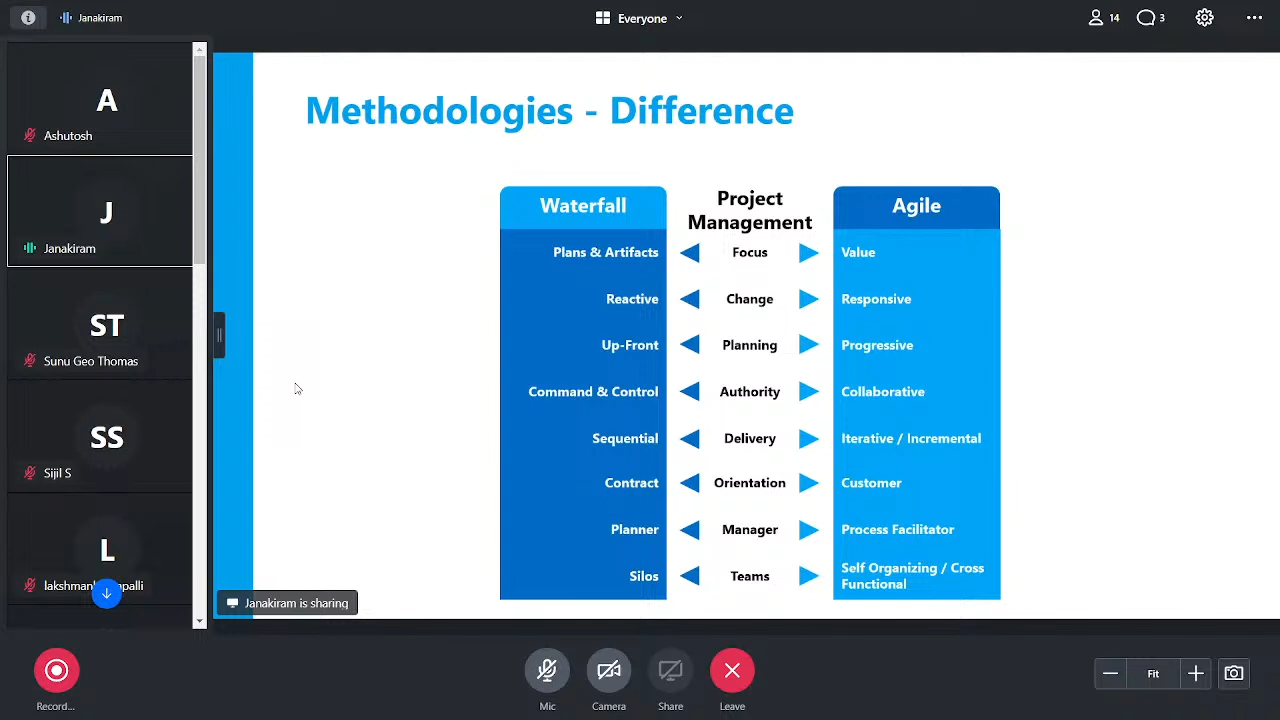 Janakiram
Everyone
14
3
A
Ashutosh
J
Janakiram
ST
Sunu Geo Thomas
SS
Sijil S
L
Methodologies - Difference
Waterfall Project Management Agile
Plans & Artifacts Focus Value
Reactive Change Responsive
Up-Front Planning Progressive
Command & Control Authority Collaborative
Sequential Delivery Iterative / Incremental
Contract Orientation Customer
Planner Manager Process Facilitator
Silos Teams Self Organizing / Cross
Functional
Janakiram is sharing
Record...
Mic
Camera
Share
Leave
Fit